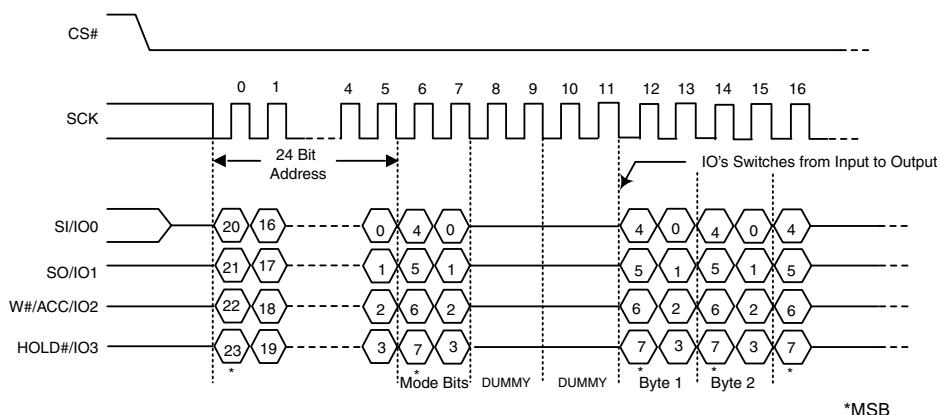 CS#
0 1 4 5 6 7 8 9 10 11 12 13 14 15 16
SCK
24 Bit
Address
IO's Switches from Input to Output
SI/IO0 20 16 0 4 0 4 0 4 0 4
SO/IO1 21 17 1 5 1 5 1 5 1 5
W#/ACC/IO2 22 18 2 6 2 6 2 6 2 6
HOLD#/IO3 23 19 3 7 3 7 3 7 3 7
* * * * *
Mode Bits DUMMY DUMMY Byte 1 Byte 2
*MSB